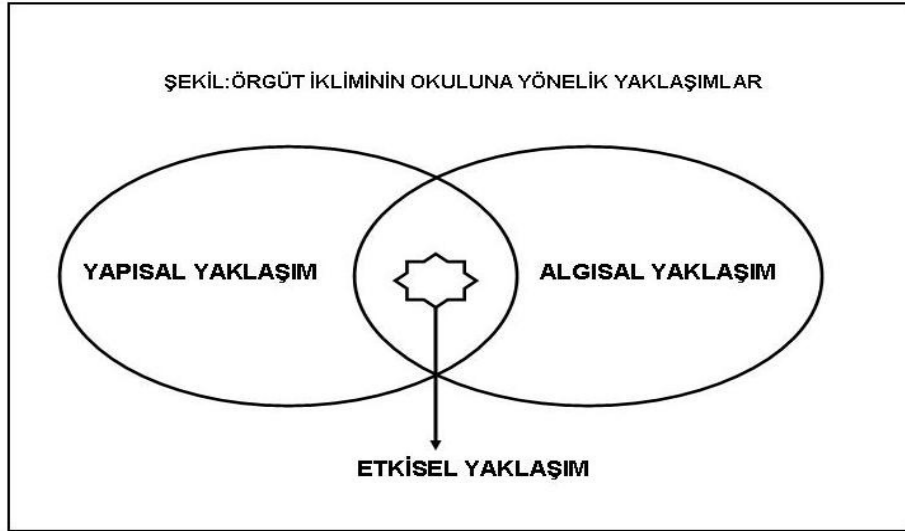 ŞEKİL:ÖRGÜT İKLİMİNİN OKULUNA YÖNELİK YAKLAŞIMLAR
YAPISAL YAKLAŞIM
ALGISAL YAKLAŞIM
ETKİSEL YAKLAŞIM